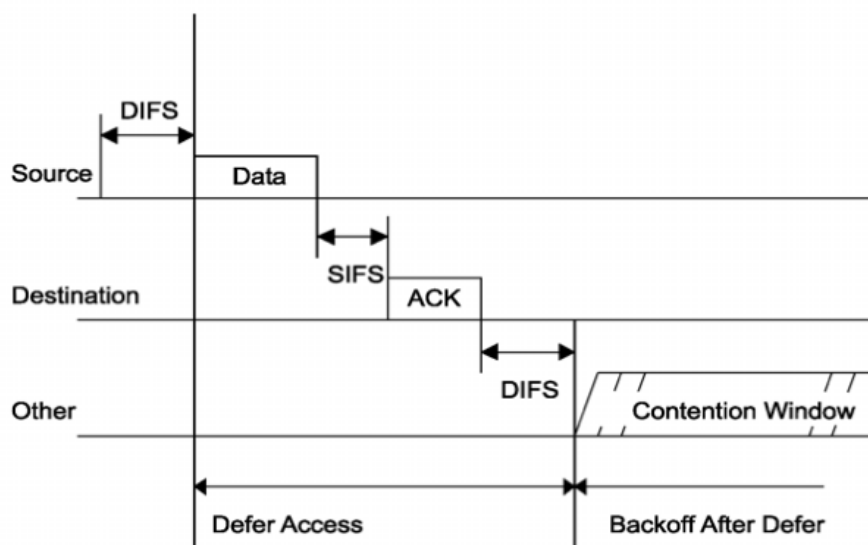 DIFS
Source
Data
SIFS
Destination
ACK
DIFS
Other
Contention Window
Defer Access
Backoff After Defer